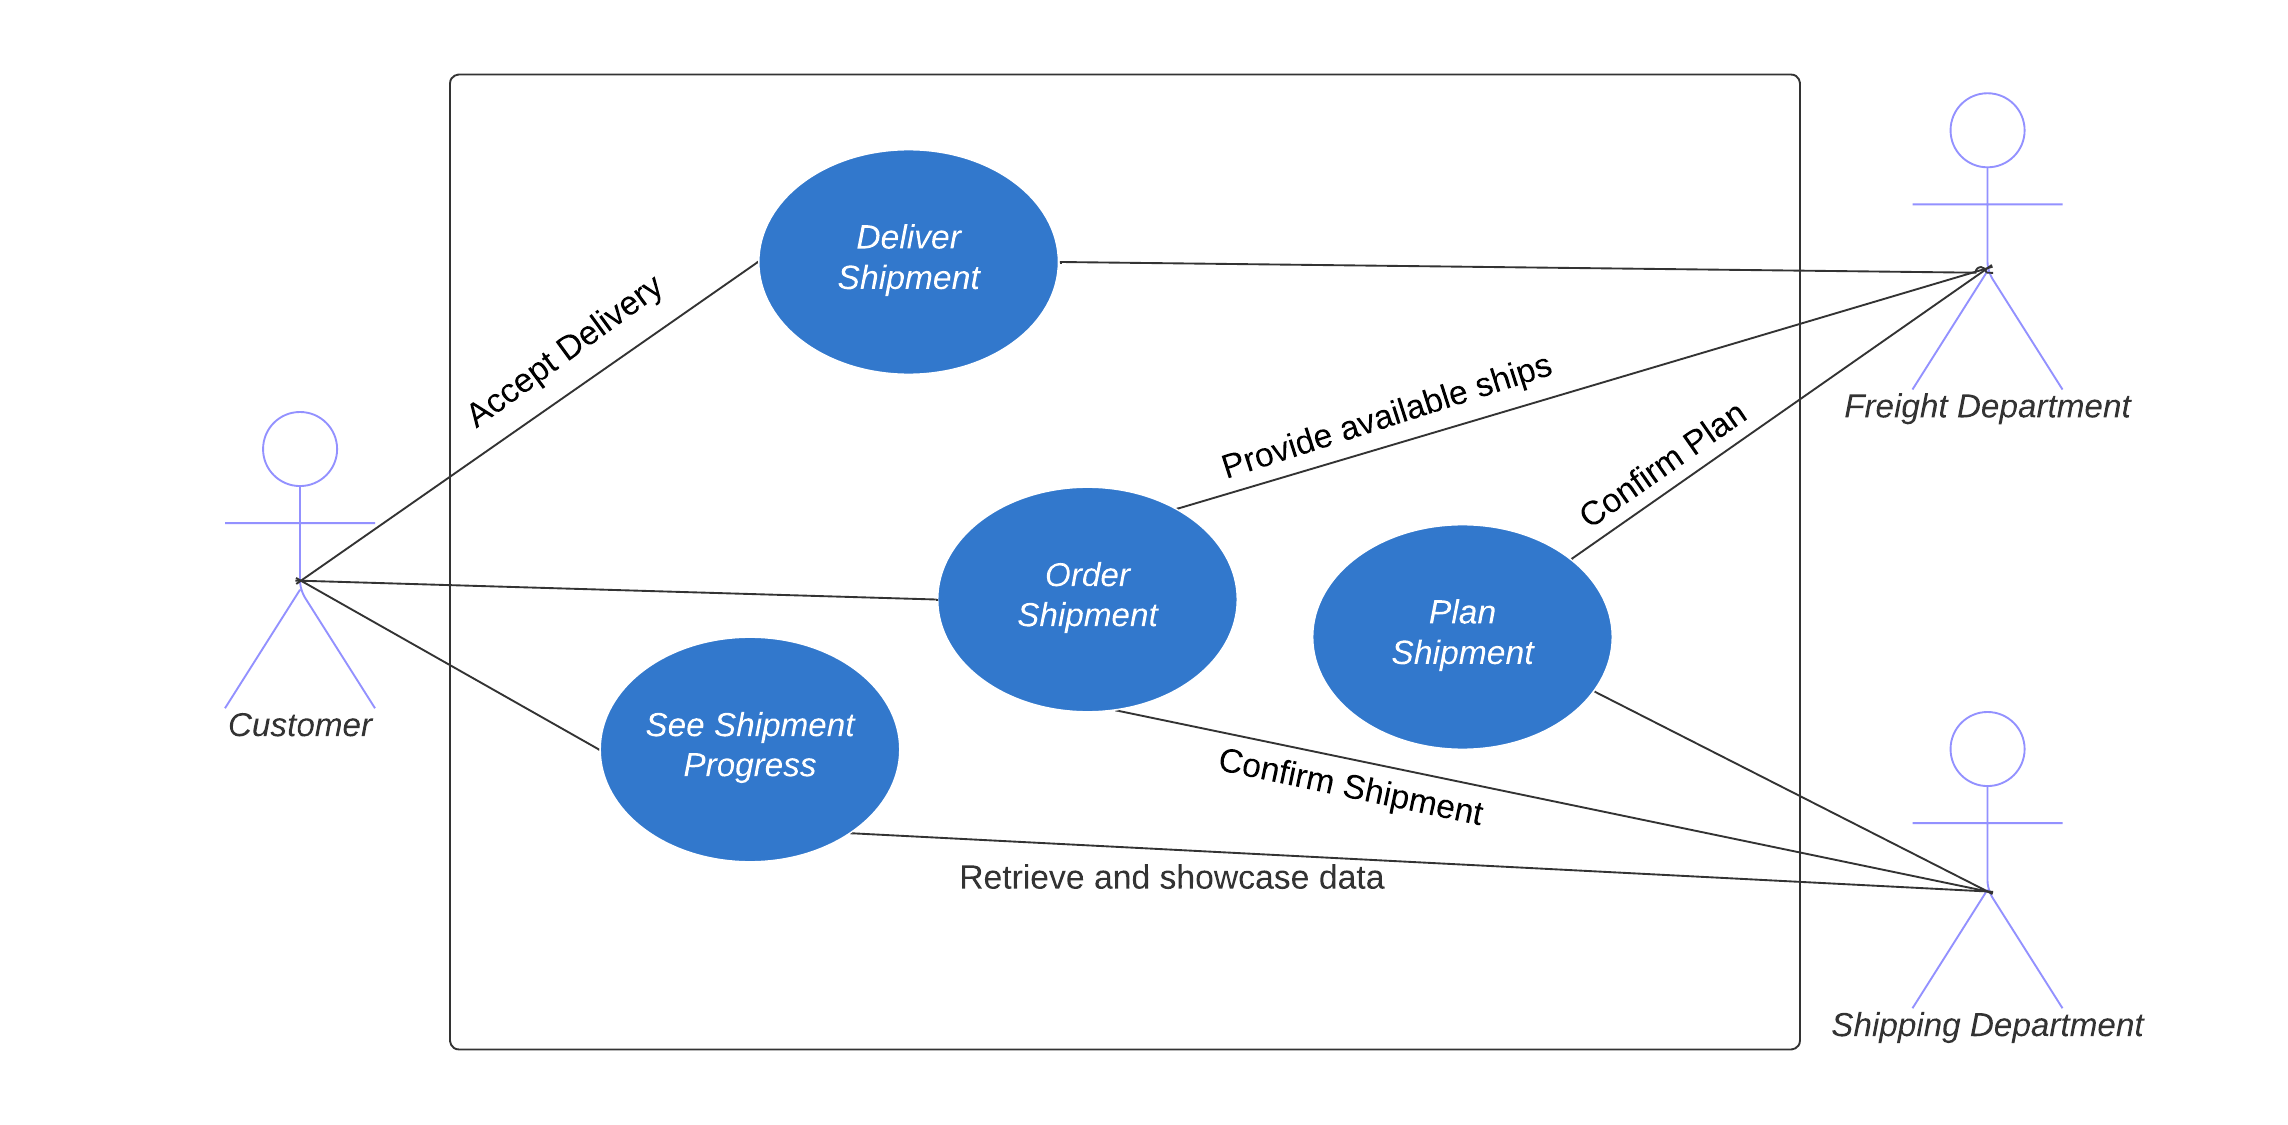 Deliver
Shipment
Accept Delivery
Provide available ships
Confirm Plan
Freight Department
Order
Shipment
Plan
Shipment
Customer
See Shipment
Progress
Confirm Shipment
Retrieve and showcase data
Shipping Department